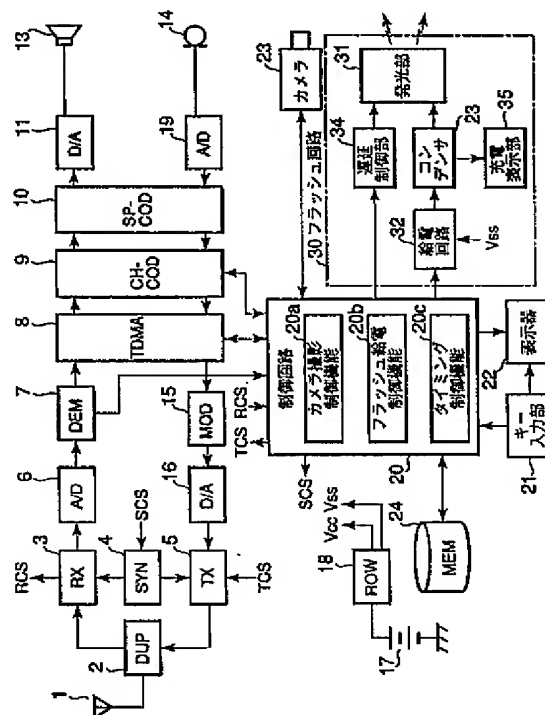 1
2
DUP
RCS
3
RX
SYN
4
SCS
5
TX
TCS
6
A/D
7
DEM
15
MOD
16
D/A
8
TDMA
9
CH-
COD
10
SP-
COD
11
D/A
13
19
A/D
14
17
18
ROW
Vcc Vss
SCS
TCS
RCS
20
制御回路
20a
カメラ撮影
制御機能
20b
フラッシュ給電
制御機能
20c
タイミング
制御機能
24
MEM
21
キー
入力部
22
表示器
23
カメラ
30 フラッシュ回路
31
発光部
34
遅延
制御部
23
コン
デンサ
32
給電
回路
Vss
35
充電
表示部